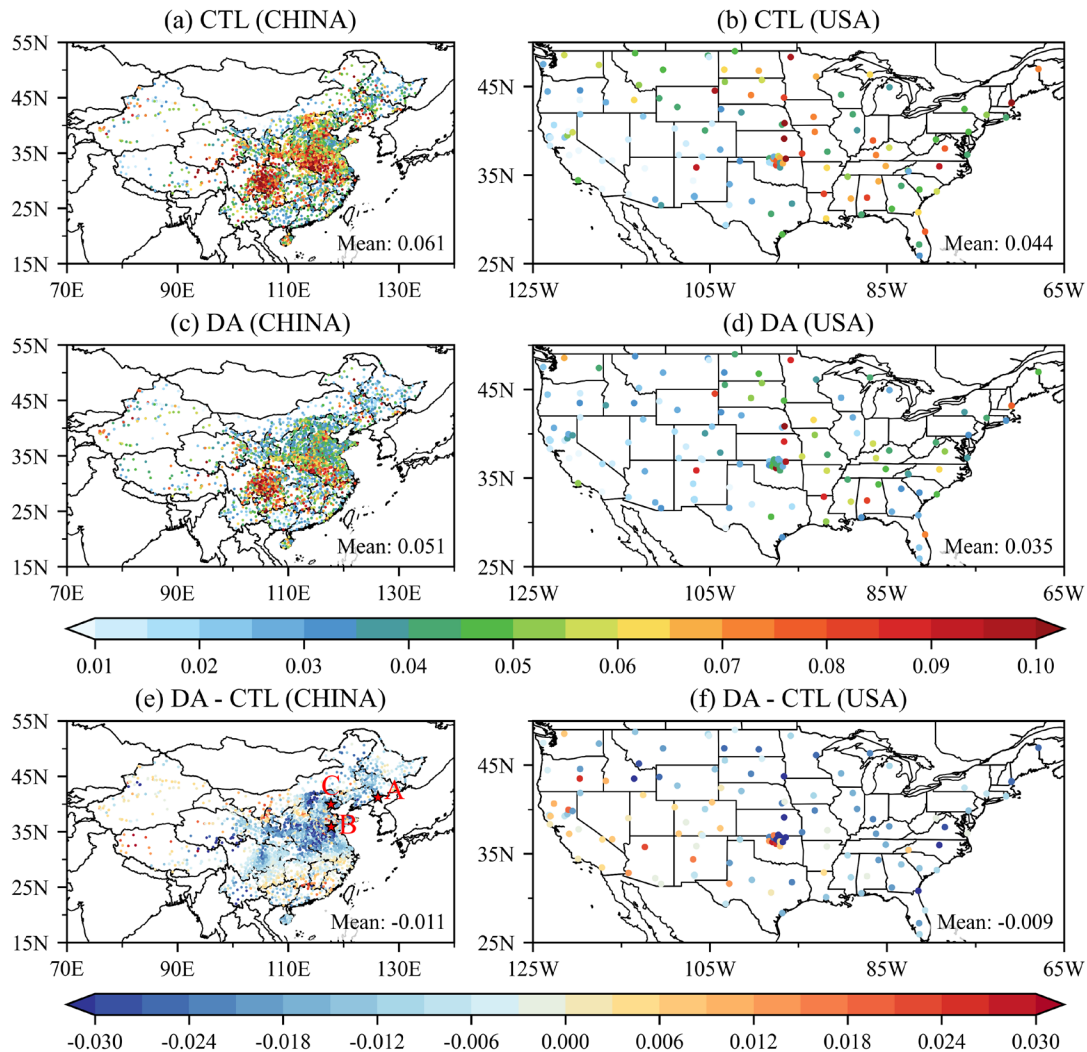 (a) CTL (CHINA)
(b) CTL (USA)
55N
45N
35N
25N
15N
Mean: 0.061
70E 90E 110E 130E
55N
45N
35N
25N
Mean: 0.044
125W 105W 85W 65W
(c) DA (CHINA)
(d) DA (USA)
55N
45N
35N
25N
15N
Mean: 0.051
70E 90E 110E 130E
55N
45N
35N
25N
Mean: 0.035
125W 105W 85W 65W
0.01 0.02 0.03 0.04 0.05 0.06 0.07 0.08 0.09 0.10
(e) DA - CTL (CHINA)
(f) DA - CTL (USA)
55N
45N
35N
25N
15N
C
A
B
Mean: -0.011
70E 90E 110E 130E
55N
45N
35N
25N
Mean: -0.009
125W 105W 85W 65W
-0.030 -0.024 -0.018 -0.012 -0.006 0.000 0.006 0.012 0.018 0.024 0.030